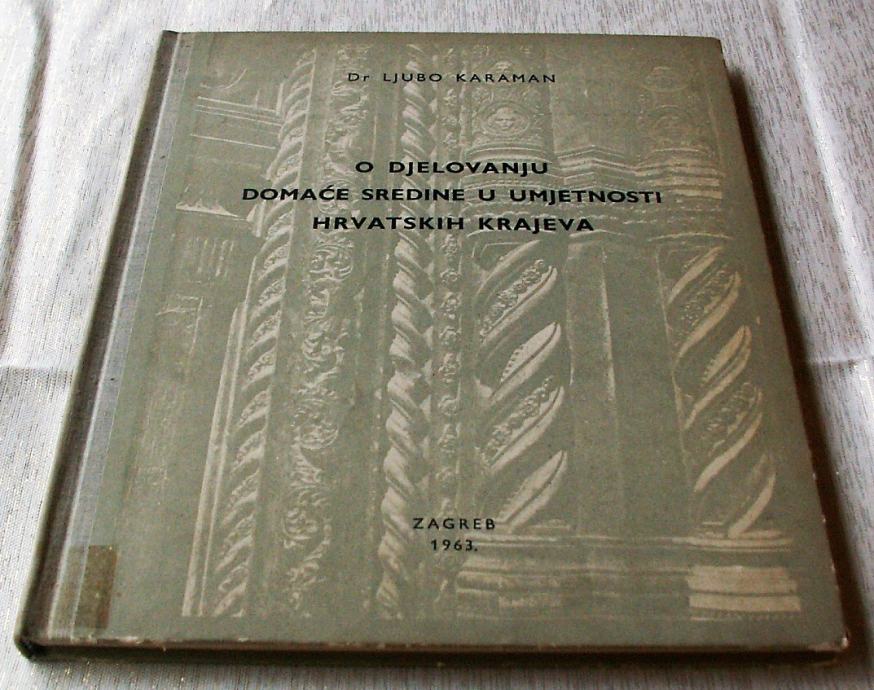 Dr LJUBO KARAMAN
O DJELOVANJU
DOMAĆE SREDINE U UMJETNOSTI
HRVATSKIH KRAJEVA
ZAGREB
1963.